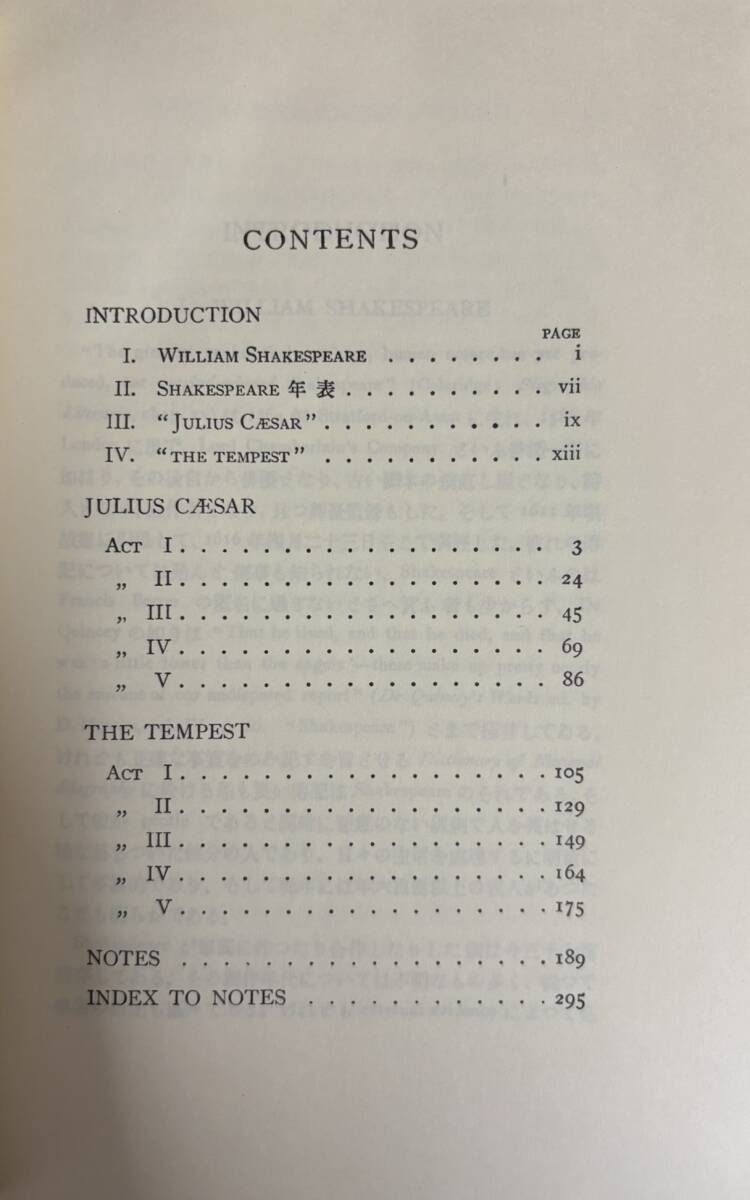 CONTENTS
INTRODUCTION
PAGE
I. WILLIAM SHAKESPEARE . . . . . . . . i
II. SHAKESPEARE 年表 . . . . . . . . . . vii
III. “JULIUS CÆSAR” . . . . . . . . . . . ix
IV. “THE TEMPEST” . . . . . . . . . . . xiii
JULIUS CÆSAR
ACT I . . . . . . . . . . . . . . 3
„ II . . . . . . . . . . . . . . 24
„ III . . . . . . . . . . . . . . 45
„ IV . . . . . . . . . . . . . . 69
„ V . . . . . . . . . . . . . . 86
THE TEMPEST
ACT I . . . . . . . . . . . . . . 105
„ II . . . . . . . . . . . . . . 129
„ III . . . . . . . . . . . . . . 149
„ IV . . . . . . . . . . . . . . 164
„ V . . . . . . . . . . . . . . 175
NOTES . . . . . . . . . . . . . . 189
INDEX TO NOTES . . . . . . . . . . 295